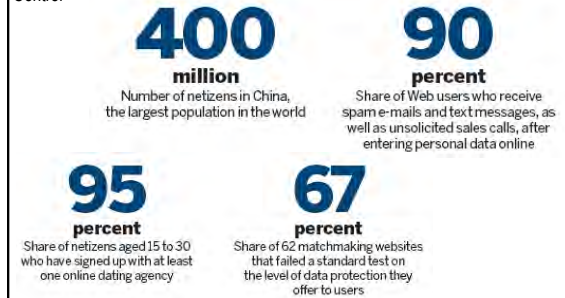 400
million
Number of netizens in China,
the largest population in the world
90
percent
Share of Web users who receive
spam e-mails and text messages, as
well as unsolicited sales calls, after
entering personal data online
95
percent
Share of netizens aged 15 to 30
who have signed up with at least
one online dating agency
67
percent
Share of 62 matchmaking websites
that failed a standard test on
the level of data protection they
offer to users